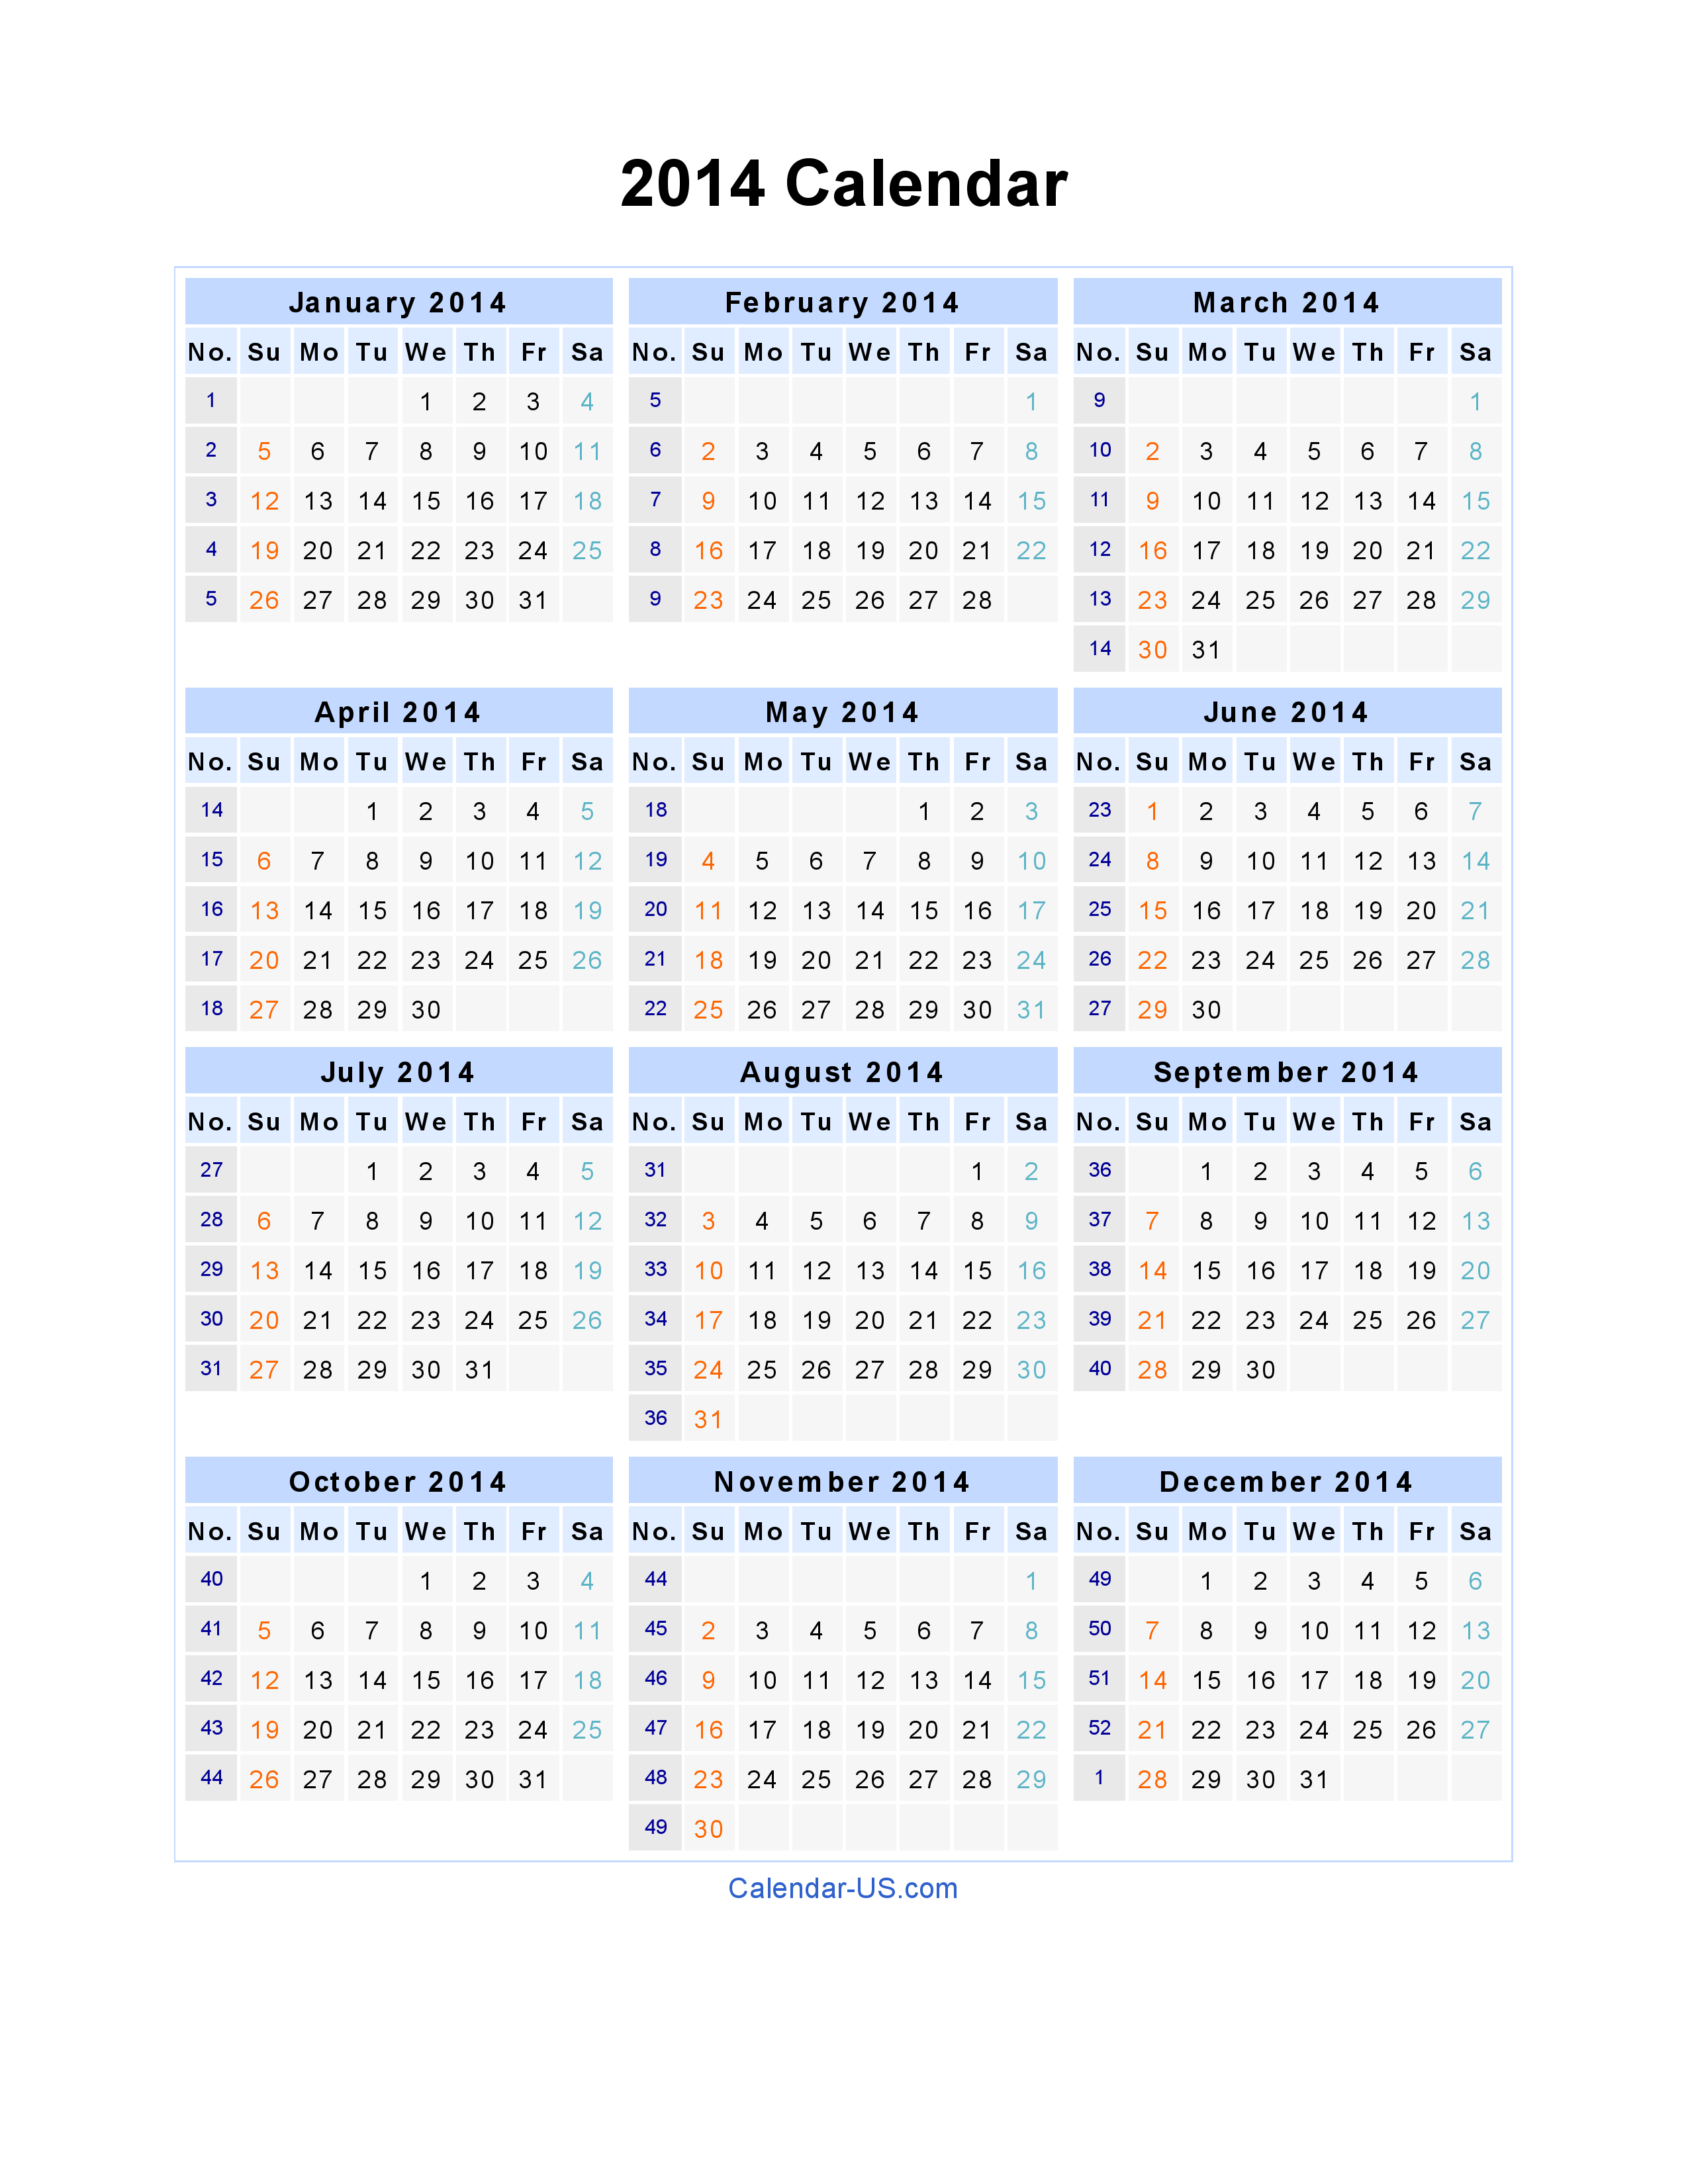 2014 Calendar
January 2014 February 2014 March 2014
No. Su Mo Tu We Th Fr Sa No. Su Mo Tu We Th Fr Sa No. Su Mo Tu We Th Fr Sa
1 1 2 3 4 5 1 9 1
2 5 6 7 8 9 10 11 6 2 3 4 5 6 7 8 10 2 3 4 5 6 7 8
3 12 13 14 15 16 17 18 7 9 10 11 12 13 14 15 11 9 10 11 12 13 14 15
4 19 20 21 22 23 24 25 8 16 17 18 19 20 21 22 12 16 17 18 19 20 21 22
5 26 27 28 29 30 31 9 23 24 25 26 27 28 13 23 24 25 26 27 28 29
14 30 31
April 2014 May 2014 June 2014
No. Su Mo Tu We Th Fr Sa No. Su Mo Tu We Th Fr Sa No. Su Mo Tu We Th Fr Sa
14 1 2 3 4 5 18 1 2 3 23 1 2 3 4 5 6 7
15 6 7 8 9 10 11 12 19 4 5 6 7 8 9 10 24 8 9 10 11 12 13 14
16 13 14 15 16 17 18 19 20 11 12 13 14 15 16 17 25 15 16 17 18 19 20 21
17 20 21 22 23 24 25 26 21 18 19 20 21 22 23 24 26 22 23 24 25 26 27 28
18 27 28 29 30 22 25 26 27 28 29 30 31 27 29 30
July 2014 August 2014 September 2014
No. Su Mo Tu We Th Fr Sa No. Su Mo Tu We Th Fr Sa No. Su Mo Tu We Th Fr Sa
27 1 2 3 4 5 31 1 2 36 1 2 3 4 5 6
28 6 7 8 9 10 11 12 32 3 4 5 6 7 8 9 37 7 8 9 10 11 12 13
29 13 14 15 16 17 18 19 33 10 11 12 13 14 15 16 38 14 15 16 17 18 19 20
30 20 21 22 23 24 25 26 34 17 18 19 20 21 22 23 39 21 22 23 24 25 26 27
31 27 28 29 30 31 35 24 25 26 27 28 29 30 40 28 29 30
36 31
October 2014 November 2014 December 2014
No. Su Mo Tu We Th Fr Sa No. Su Mo Tu We Th Fr Sa No. Su Mo Tu We Th Fr Sa
40 1 2 3 4 44 1 49 1 2 3 4 5 6
41 5 6 7 8 9 10 11 45 2 3 4 5 6 7 8 50 7 8 9 10 11 12 13
42 12 13 14 15 16 17 18 46 9 10 11 12 13 14 15 51 14 15 16 17 18 19 20
43 19 20 21 22 23 24 25 47 16 17 18 19 20 21 22 52 21 22 23 24 25 26 27
44 26 27 28 29 30 31 48 23 24 25 26 27 28 29 1 28 29 30 31
49 30
Calendar-US.com